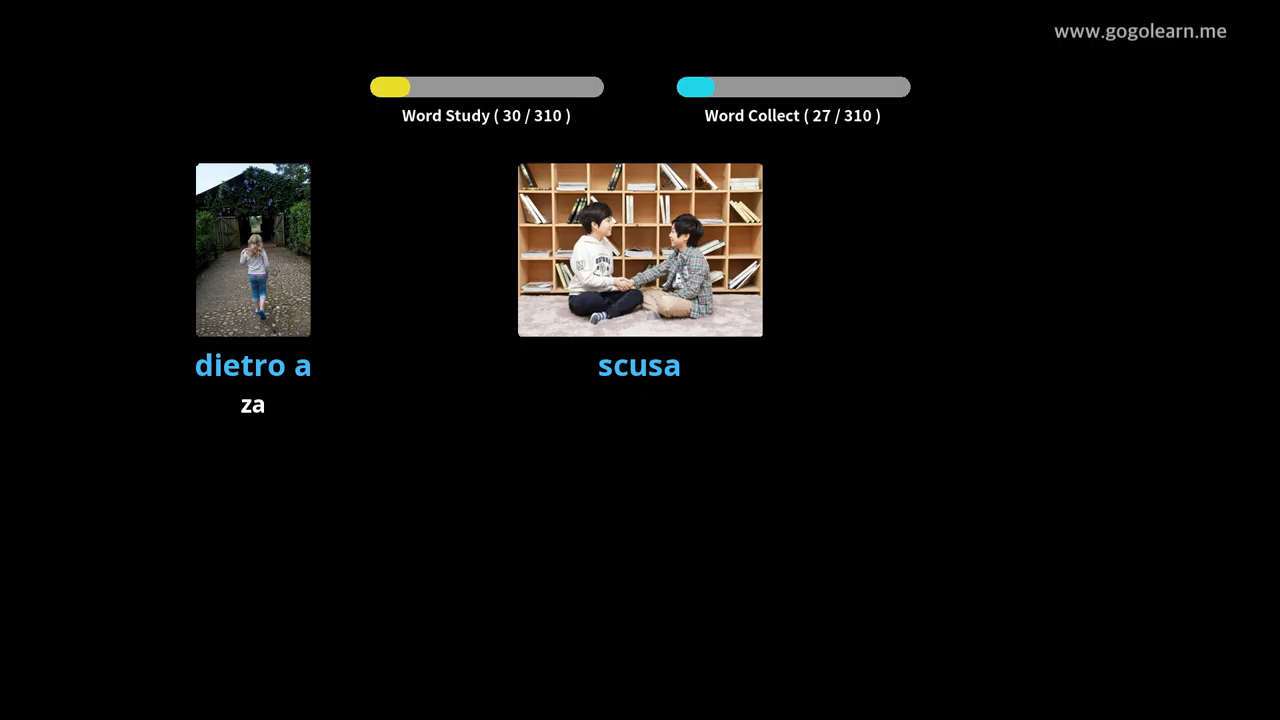 www.gogolearn.me
Word Study ( 30 / 310 )
Word Collect ( 27 / 310 )
dietro a
za
scusa